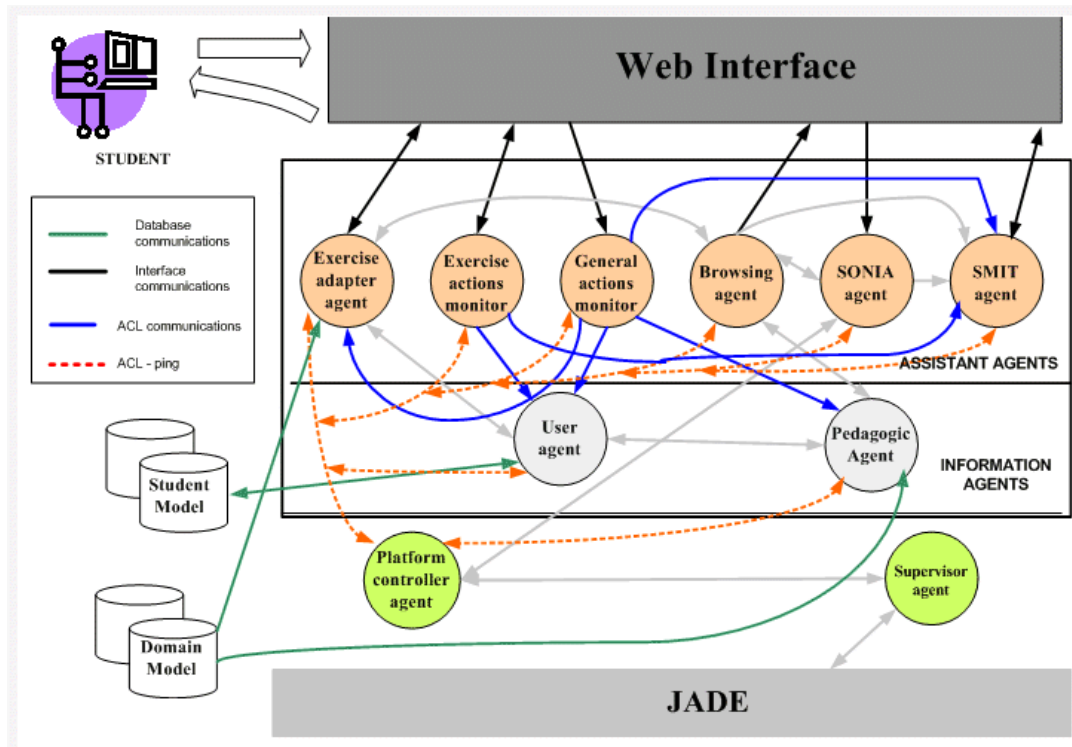 Web Interface
STUDENT
Database
communications
Interface
communications
ACL communications
ACL - ping
Exercise
adapter
agent
Exercise
actions
monitor
General
actions
monitor
Browsing
agent
SONIA
agent
SMIT
agent
ASSISTANT AGENTS
User
agent
Pedagogic
Agent
INFORMATION
AGENTS
Student
Model
Platform
controller
agent
Supervisor
agent
Domain
Model
JADE